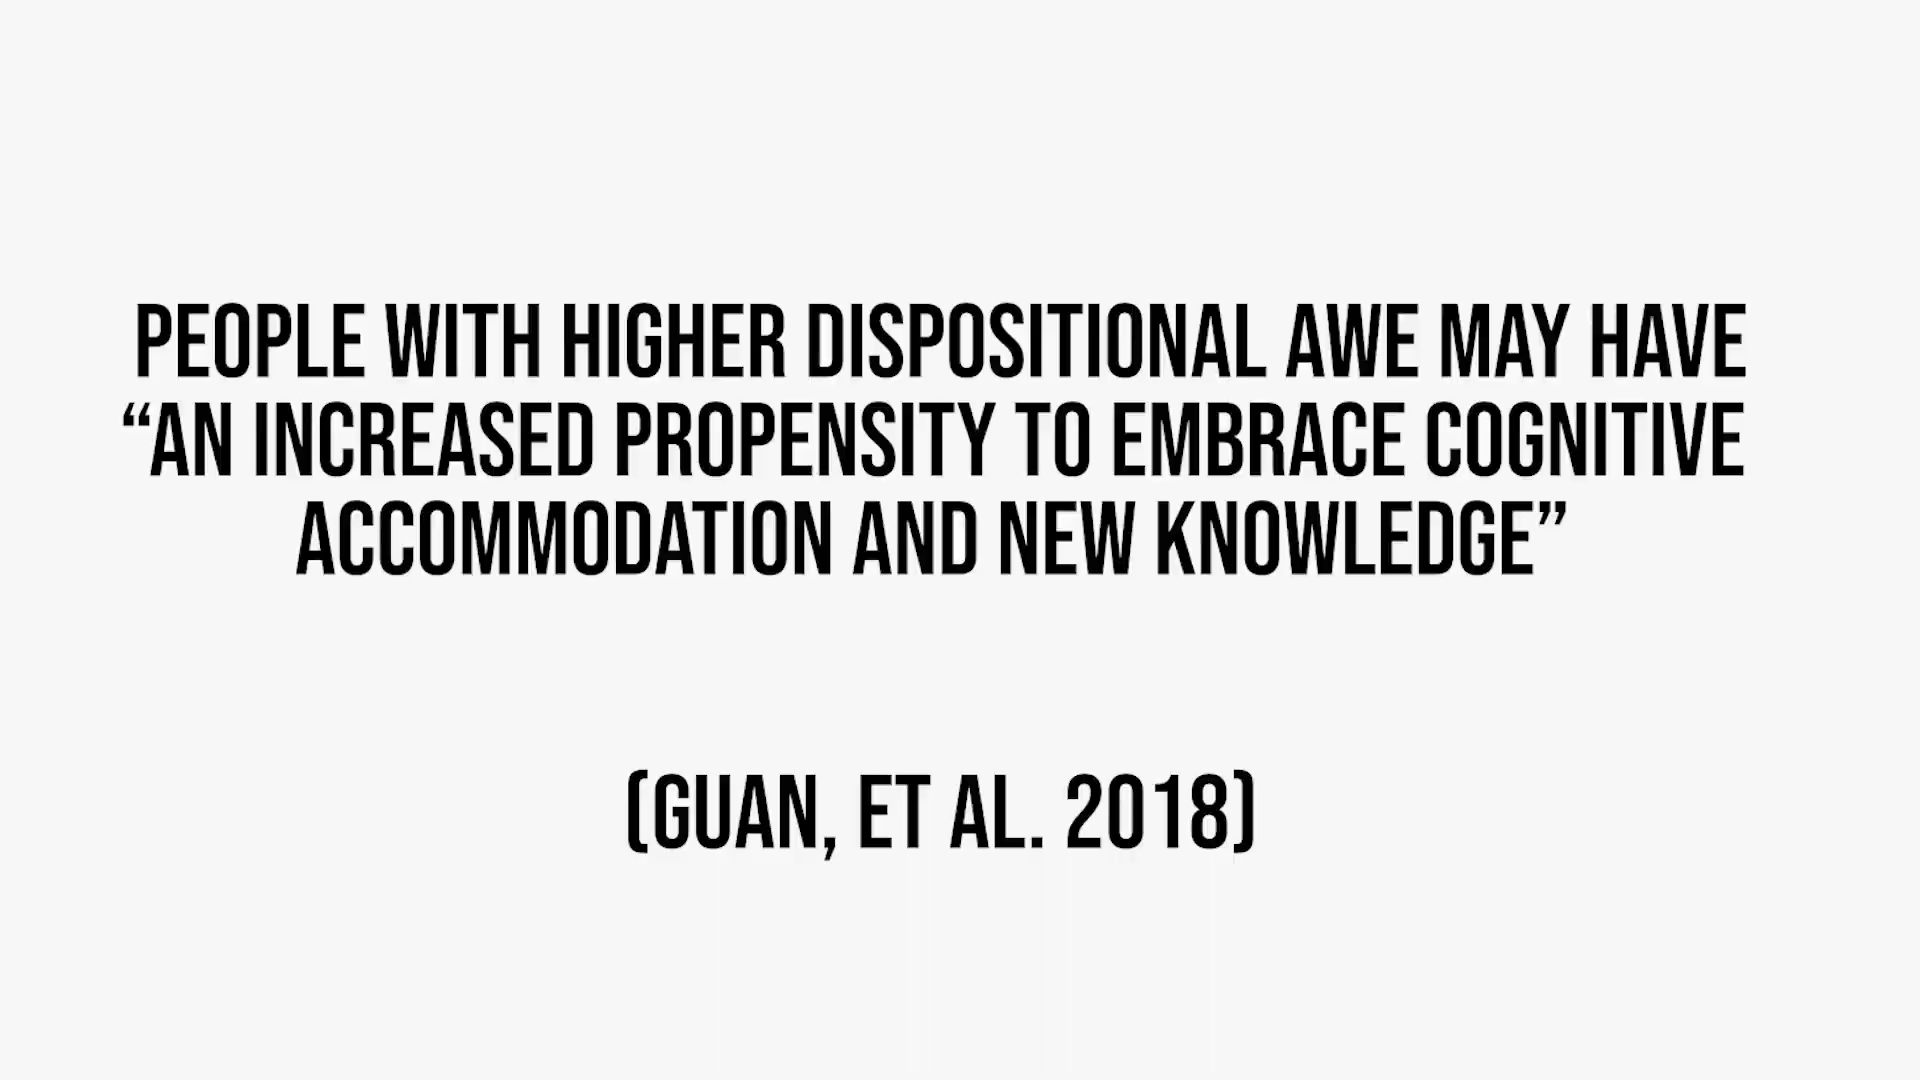 PEOPLE WITH HIGHER DISPOSITIONAL AWE MAY HAVE
“AN INCREASED PROPENSITY TO EMBRACE COGNITIVE
ACCOMMODATION AND NEW KNOWLEDGE”
(GUAN, ET AL. 2018)